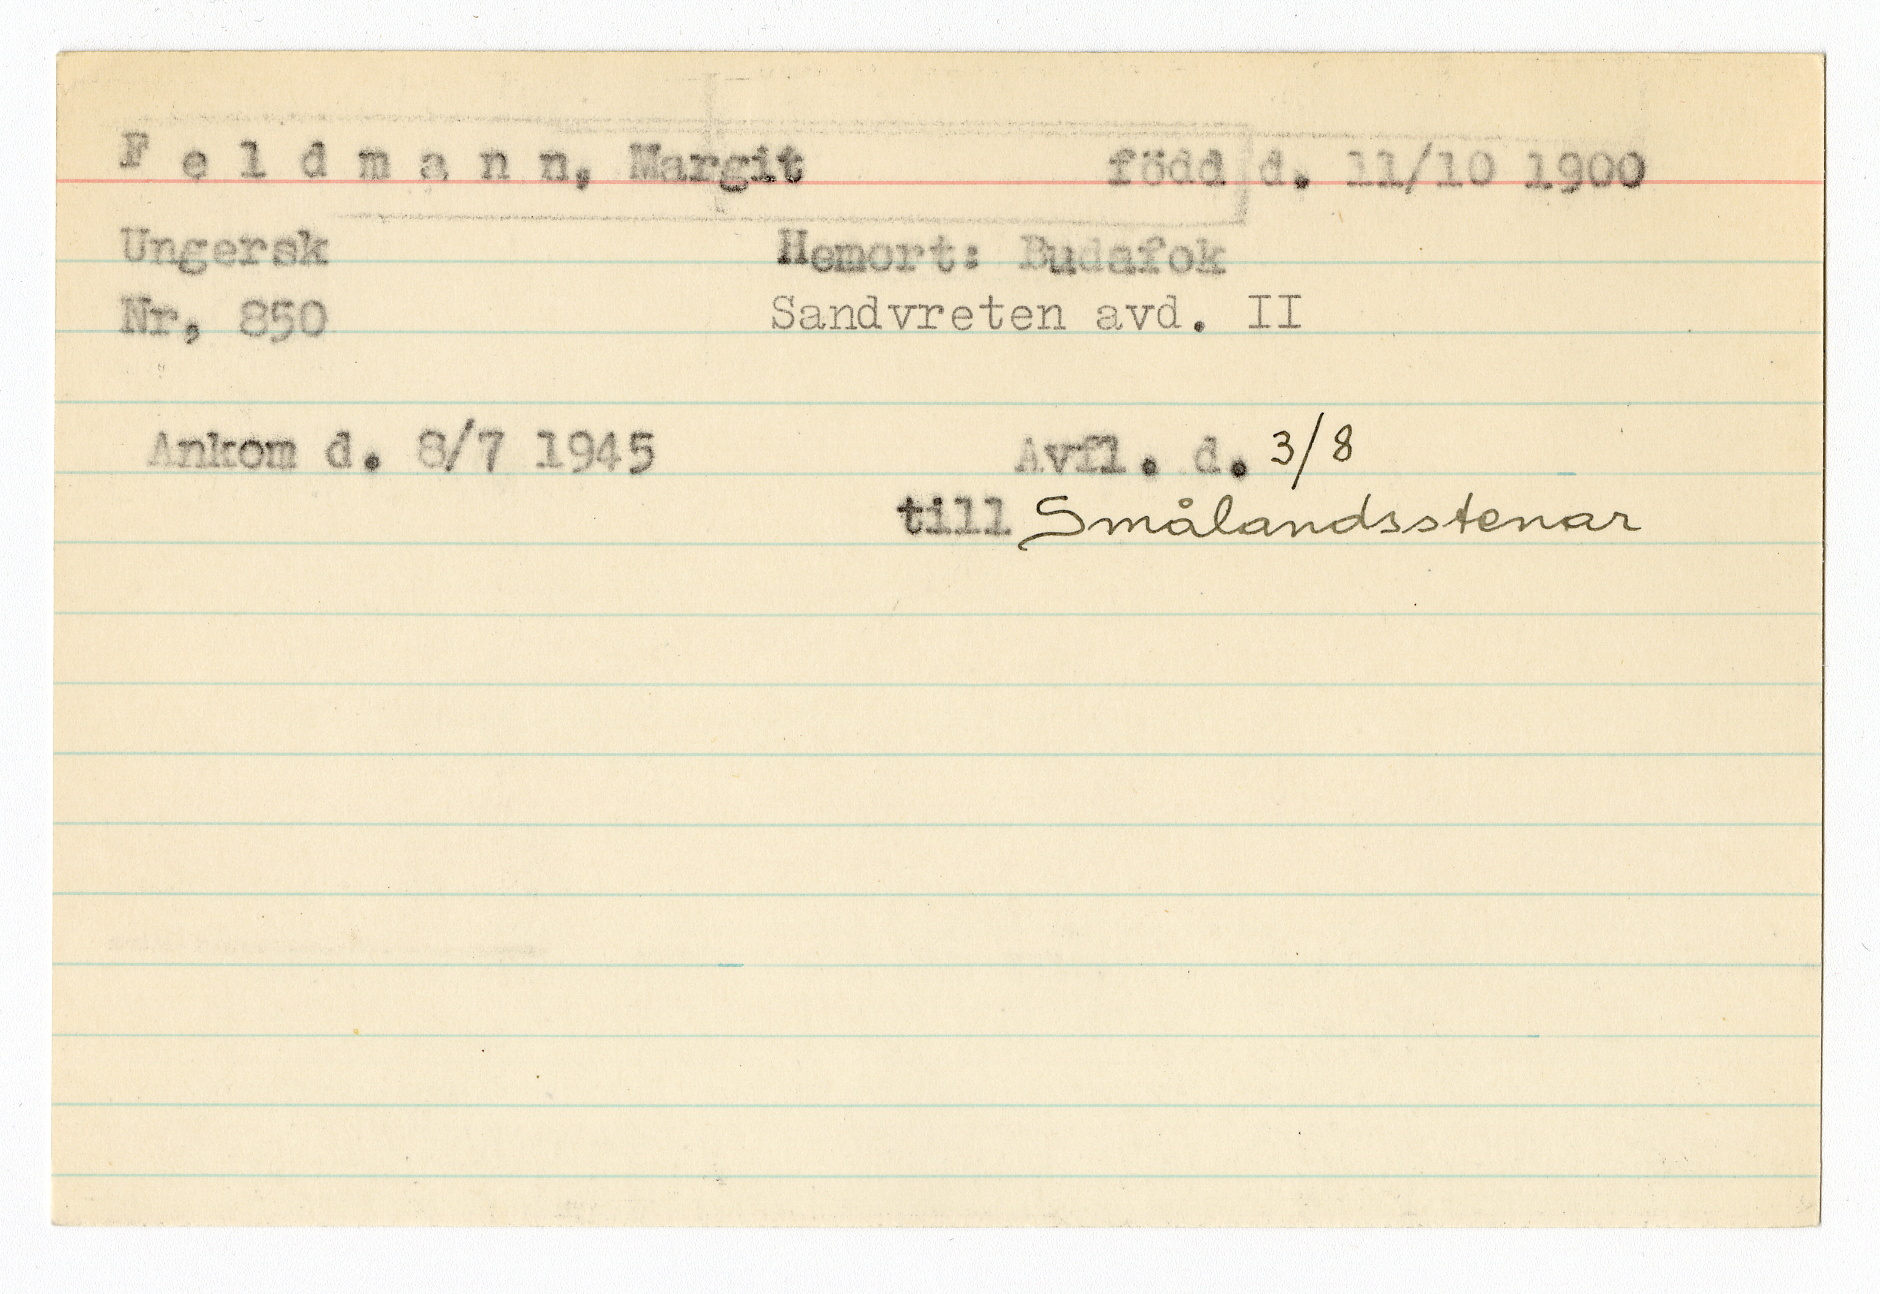 F e l d m a n n, Margit född d. 11/10 1900
Ungersk Hemort: Budafok
Nr, 850 Sandvreten avd. II
Ankom d. 8/7 1945 Avfl. d. 3/8
till Smålandsstenar